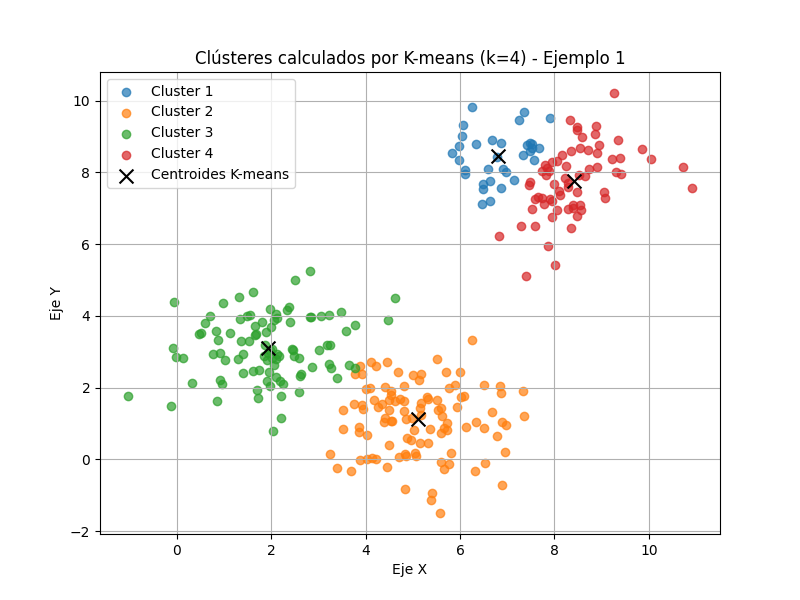 Clústeres calculados por K-means (k=4) - Ejemplo 1
Cluster 1
Cluster 2
Cluster 3
Cluster 4
Centroides K-means
Eje Y
10
8
6
4
2
0
−2
0 2 4 6 8 10
Eje X